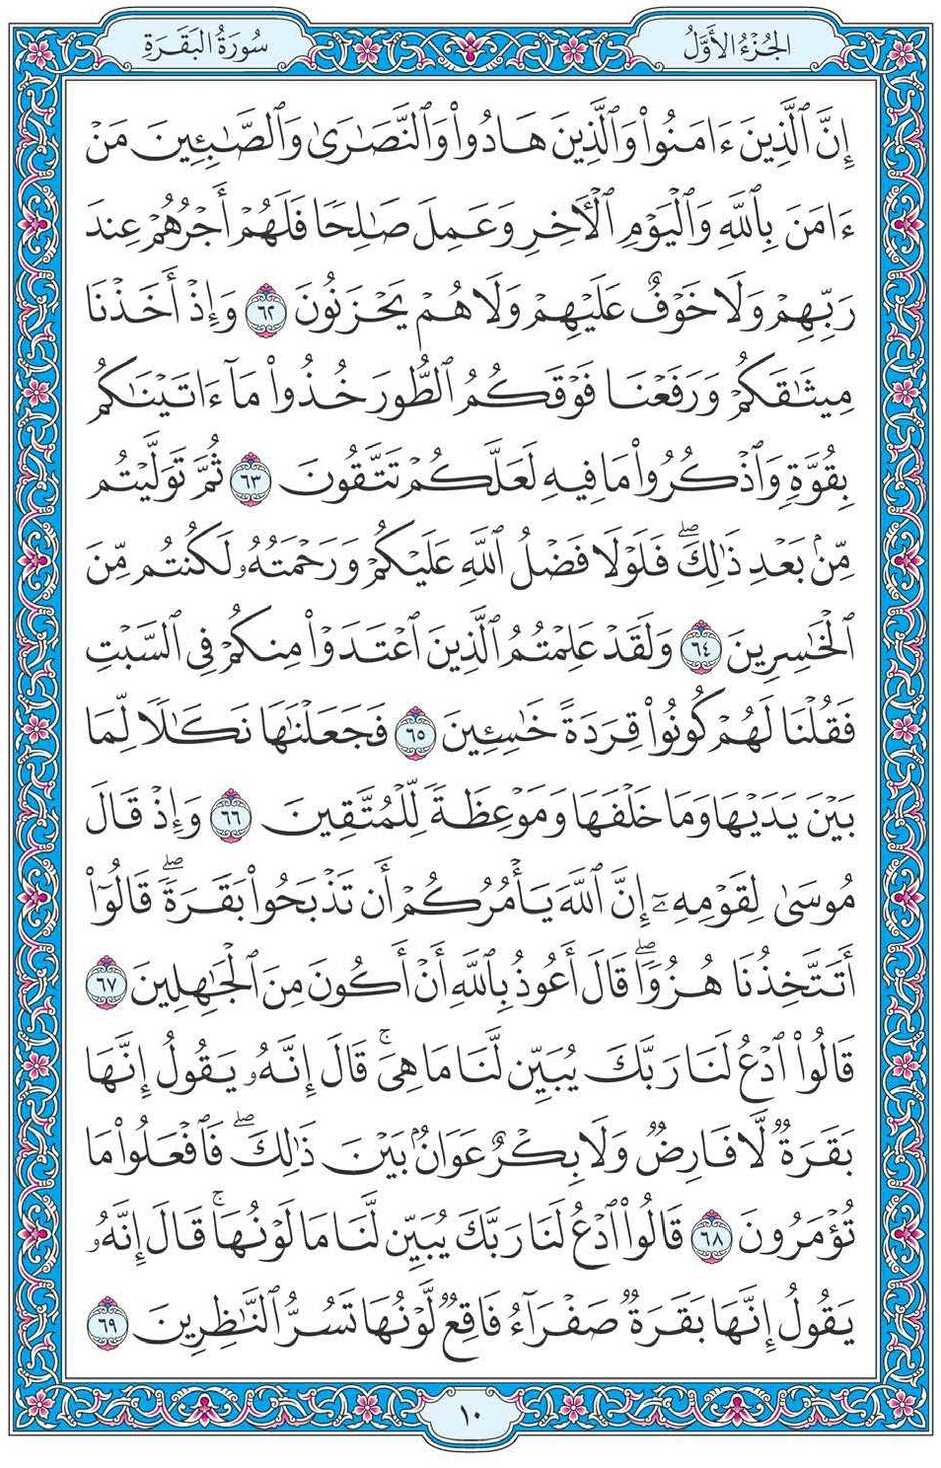 الجُزْءُ الأَوَّلُ
سُورَةُ البَقَرَةِ
إِنَّ ٱلَّذِينَ ءَامَنُوا۟ وَٱلَّذِينَ هَادُوا۟ وَٱلنَّصَٰرَىٰ وَٱلصَّٰبِـِٔينَ مَنْ
ءَامَنَ بِٱللَّهِ وَٱلْيَوْمِ ٱلْءَاخِرِ وَعَمِلَ صَٰلِحًا فَلَهُمْ أَجْرُهُمْ عِندَ
رَبِّهِمْ وَلَا خَوْفٌ عَلَيْهِمْ وَلَا هُمْ يَحْزَنُونَ ٦٢ وَإِذْ أَخَذْنَا
مِيثَٰقَكُمْ وَرَفَعْنَا فَوْقَكُمُ ٱلطُّورَ خُذُوا۟ مَآ ءَاتَيْنَٰكُم
بِقُوَّةٍ وَٱذْكُرُوا۟ مَا فِيهِ لَعَلَّكُمْ تَتَّقُونَ ٦٣ ثُمَّ تَوَلَّيْتُم
مِّنۢ بَعْدِ ذَٰلِكَ ۖ فَلَوْلَا فَضْلُ ٱللَّهِ عَلَيْكُمْ وَرَحْمَتُهُۥ لَكُنتُم مِّنَ
ٱلْخَٰسِرِينَ ٦٤ وَلَقَدْ عَلِمْتُمُ ٱلَّذِينَ ٱعْتَدَوْا۟ مِنكُمْ فِى ٱلسَّبْتِ
فَقُلْنَا لَهُمْ كُونُوا۟ قِرَدَةً خَٰسِـِٔينَ ٦٥ فَجَعَلْنَٰهَا نَكَٰلًا لِّمَا
بَيْنَ يَدَيْهَا وَمَا خَلْفَهَا وَمَوْعِظَةً لِّلْمُتَّقِينَ ٦٦ وَإِذْ قَالَ
مُوسَىٰ لِقَوْمِهِۦٓ إِنَّ ٱللَّهَ يَأْمُرُكُمْ أَن تَذْبَحُوا۟ بَقَرَةً ۖ قَالُوٓا۟
أَتَتَّخِذُنَا هُزُوًا ۖ قَالَ أَعُوذُ بِٱللَّهِ أَنْ أَكُونَ مِنَ ٱلْجَٰهِلِينَ ٦٧
قَالُوا۟ ٱدْعُ لَنَا رَبَّكَ يُبَيِّن لَّنَا مَا هِىَ ۚ قَالَ إِنَّهُۥ يَقُولُ إِنَّهَا
بَقَرَةٌ لَّا فَارِضٌ وَلَا بِكْرٌ عَوَانٌۢ بَيْنَ ذَٰلِكَ ۖ فَٱفْعَلُوا۟ مَا
تُؤْمَرُونَ ٦٨ قَالُوا۟ ٱدْعُ لَنَا رَبَّكَ يُبَيِّن لَّنَا مَا لَوْنُهَا ۚ قَالَ إِنَّهُۥ
يَقُولُ إِنَّهَا بَقَرَةٌ صَفْرَآءُ فَاقِعٌ لَّوْنُهَا تَسُرُّ ٱلنَّٰظِرِينَ ٦٩
١٠